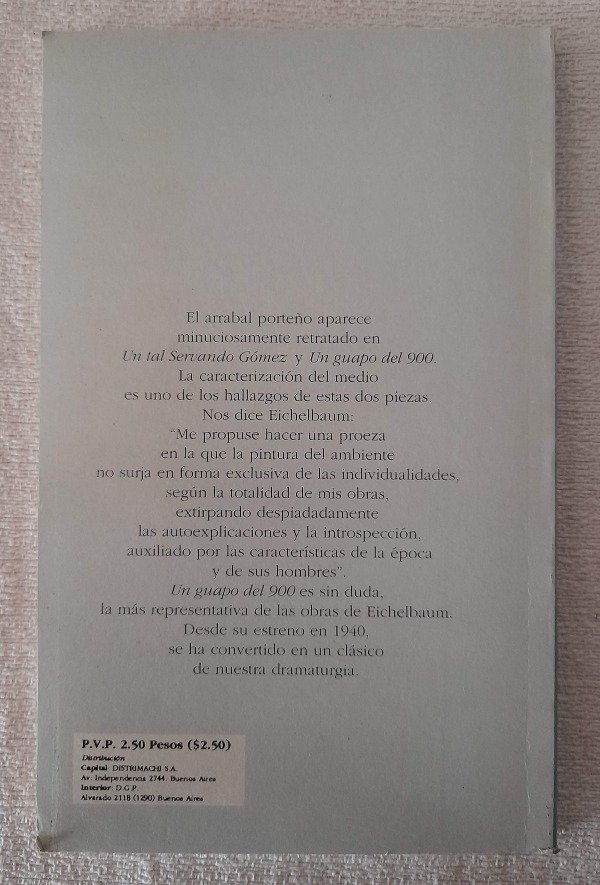 El arrabal porteño aparece
minuciosamente retratado en
Un tal Servando Gómez y Un guapo del 900.
La caracterización del medio
es uno de los hallazgos de estas dos piezas.
Nos dice Eichelbaum:
“Me propuse hacer una proeza
en la que la pintura del ambiente
no surja en forma exclusiva de las individualidades,
según la totalidad de mis obras,
extirpando despiadadamente
las autoexplicaciones y la introspección,
auxiliado por las características de la época
y de sus hombres”.
Un guapo del 900 es sin duda,
la más representativa de las obras de Eichelbaum.
Desde su estreno en 1940,
se ha convertido en un clásico
de nuestra dramaturgia.
P.V.P. 2.50 Pesos ($2.50)
Distribución
Capital: DISTRIMACHI S.A.
Av. Independencia 2744. Buenos Aires
Interior: D.G.P.
Alvarado 2118 (1290) Buenos Aires